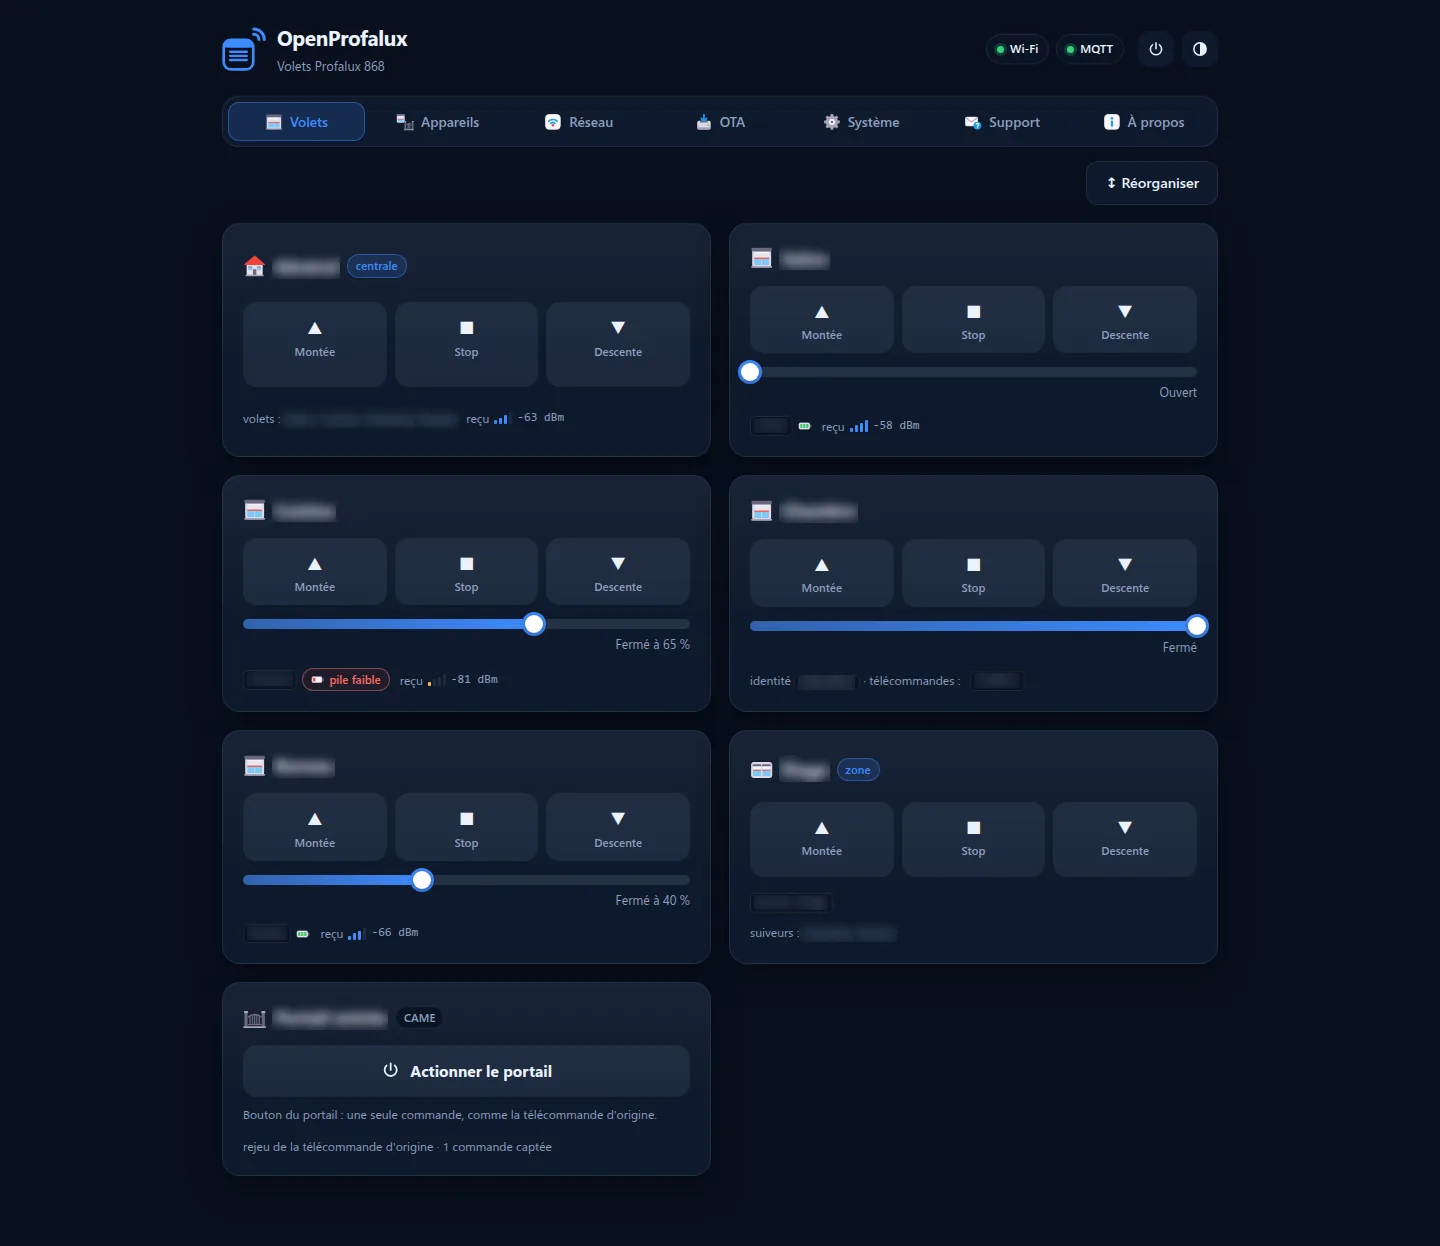 OpenProfalux
Volets Profalux 868
Wi-Fi
MQTT
Volets
Appareils
Réseau
OTA
Système
Support
À propos
↕ Réorganiser
centrale
▲ ■ ▼
Montée Stop Descente
volets : reçu -63 dBm
▲ ■ ▼
Montée Stop Descente
Ouvert
reçu -58 dBm
▲ ■ ▼
Montée Stop Descente
Fermé à 65 %
pile faible reçu -81 dBm
▲ ■ ▼
Montée Stop Descente
Fermé
identité · télécommandes :
▲ ■ ▼
Montée Stop Descente
Fermé à 40 %
reçu -66 dBm
zone
▲ ■ ▼
Montée Stop Descente
suiveurs :
CAME
Actionner le portail
Bouton du portail : une seule commande, comme la télécommande d'origine.
rejeu de la télécommande d'origine · 1 commande captée